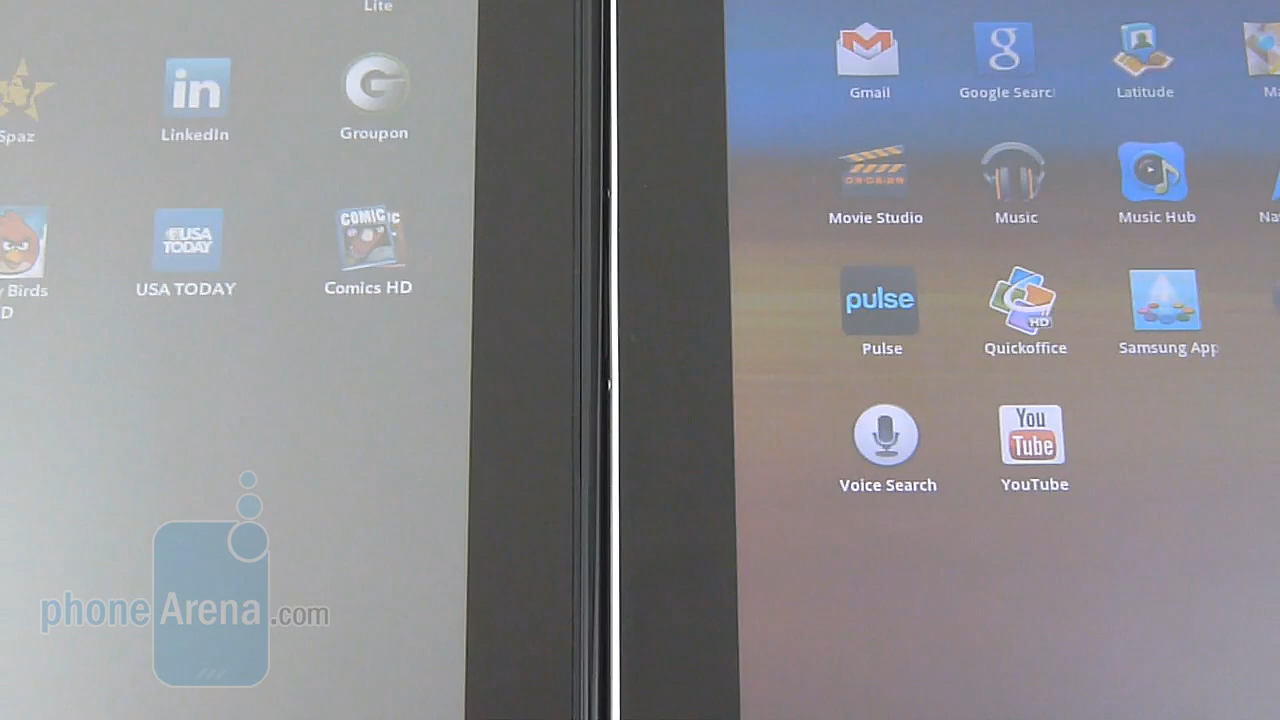 Lite
Spaz
in
LinkedIn
G
Groupon
USA
TODAY
USA TODAY
COMIC
Comics HD
Birds
D
phoneArena.com
Gmail
g
Google Searc
Latitude
Movie Studio
Music
Music Hub
pulse
Pulse
HD
Quickoffice
Samsung App
Voice Search
You
Tube
YouTube